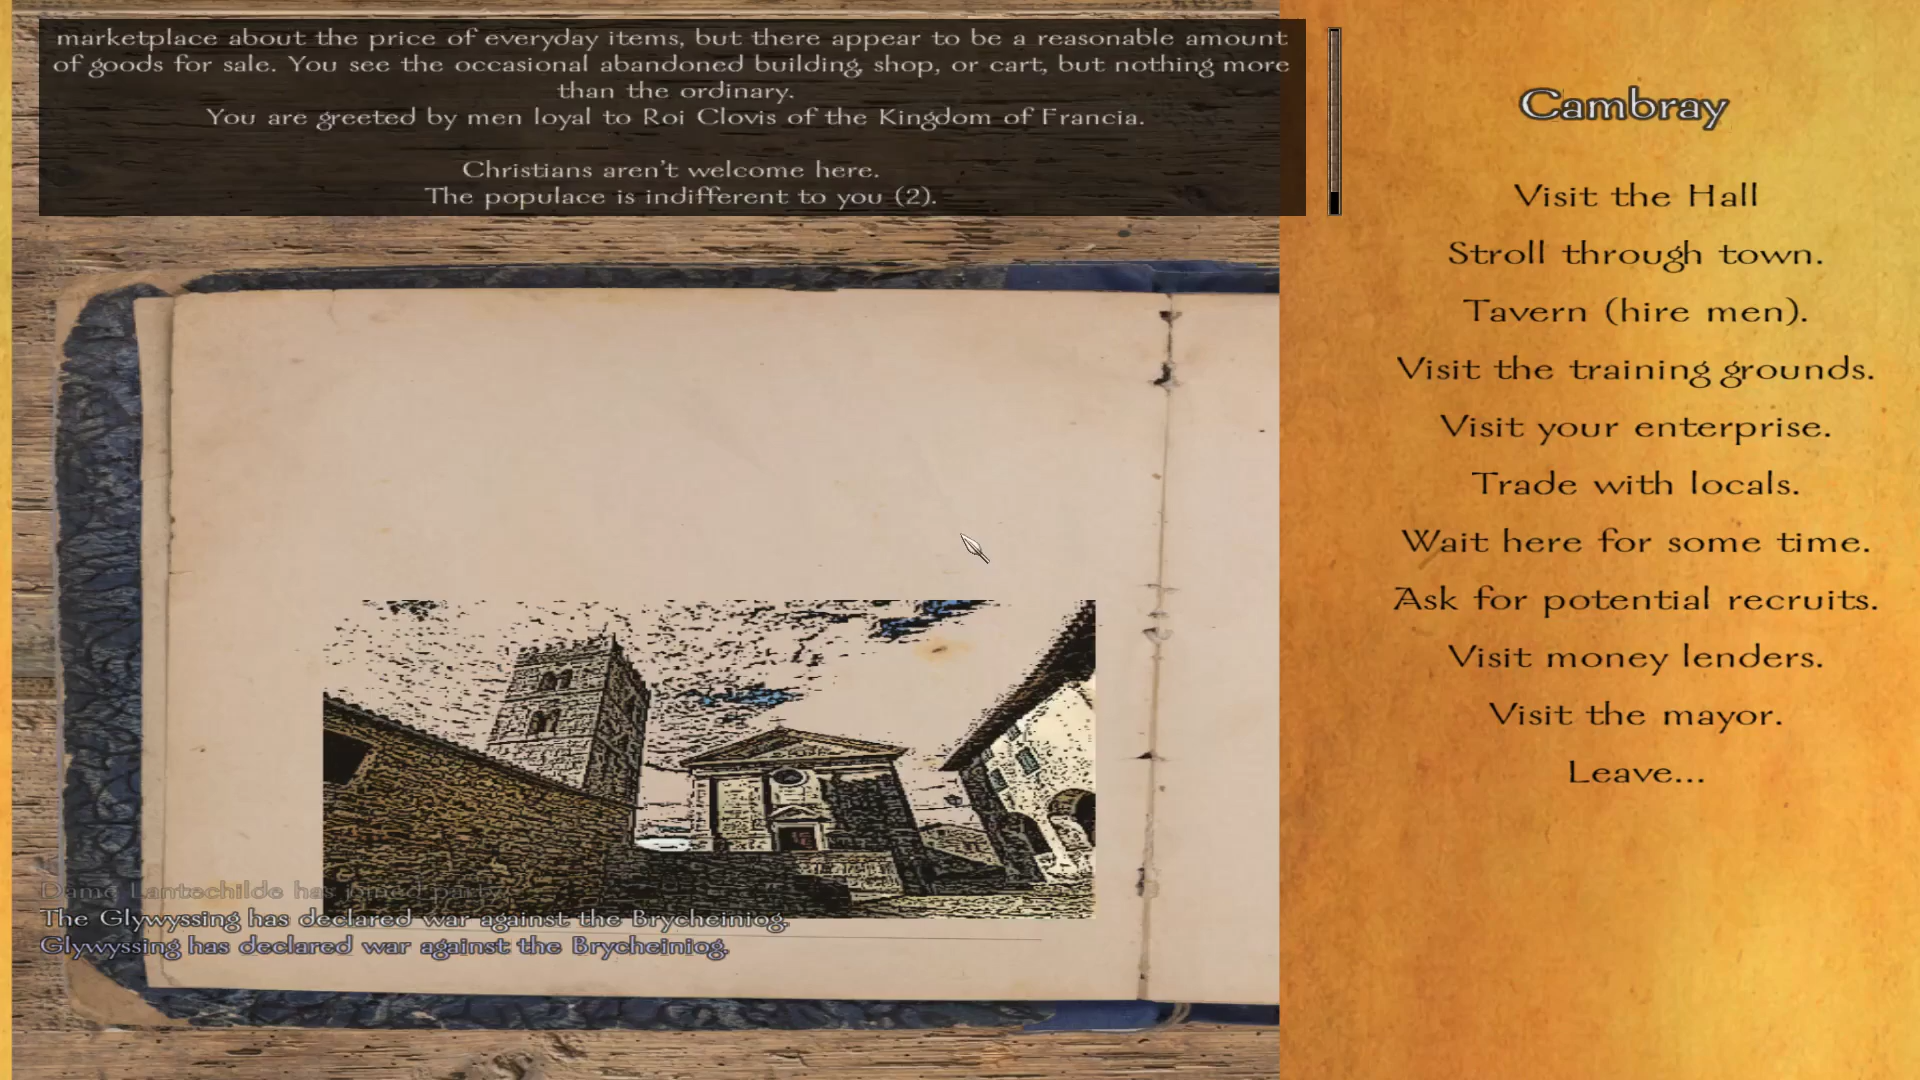 marketplace about the price of everyday items, but there appear to be a reasonable amount
of goods for sale. You see the occasional abandoned building, shop, or cart, but nothing more
than the ordinary.
You are greeted by men loyal to Roi Clovis of the Kingdom of Francia.
Christians aren't welcome here.
The populace is indifferent to you (2).
Cambray
Visit the Hall
Stroll through town.
Tavern (hire men).
Visit the training grounds.
Visit your enterprise.
Trade with locals.
Wait here for some time.
Ask for potential recruits.
Visit money lenders.
Visit the mayor.
Leave...
Dame Lantechilde has joined party.
The Glywyssing has declared war against the Brycheiniog.
Glywyssing has declared war against the Brycheiniog.